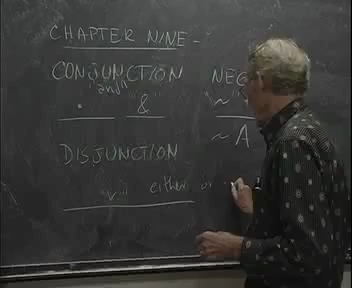 CHAPTER NINE -
CONJUNCTION
"and"
. "&"
DISJUNCTION
"v" either or
NEG
"~"
~ A